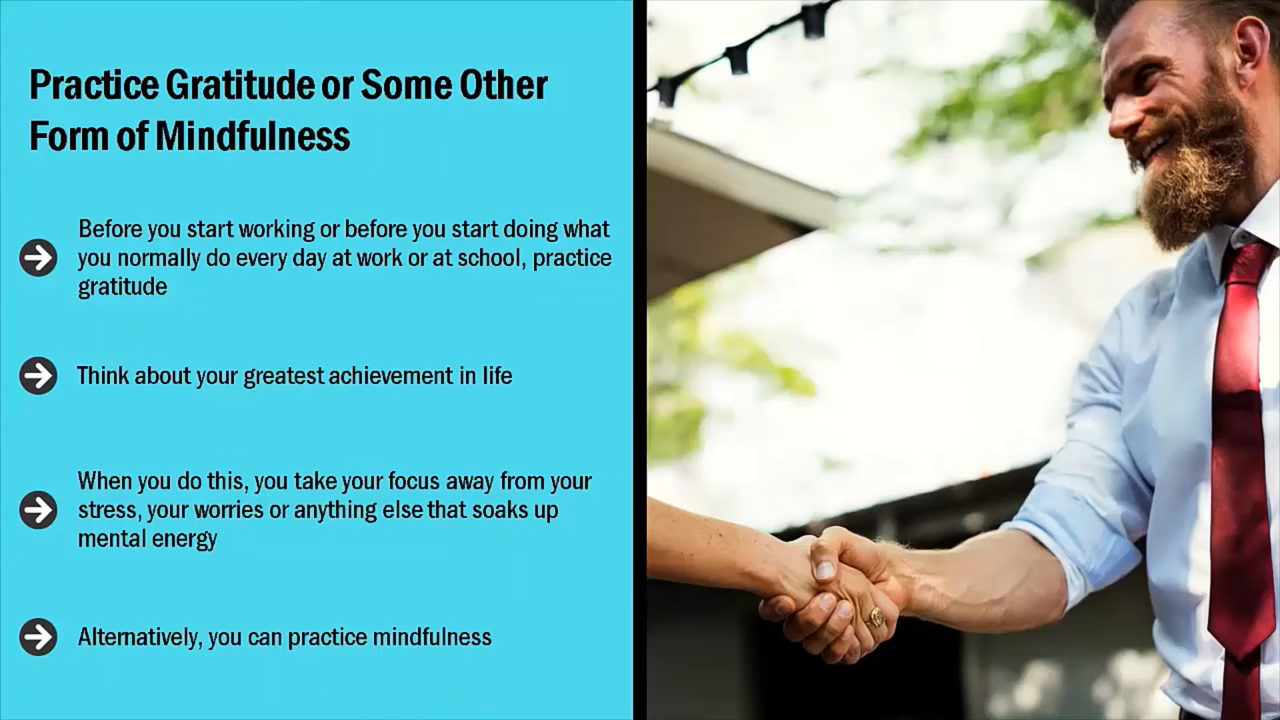 Practice Gratitude or Some Other
Form of Mindfulness
Before you start working or before you start doing what
you normally do every day at work or at school, practice
gratitude
Think about your greatest achievement in life
When you do this, you take your focus away from your
stress, your worries or anything else that soaks up
mental energy
Alternatively, you can practice mindfulness